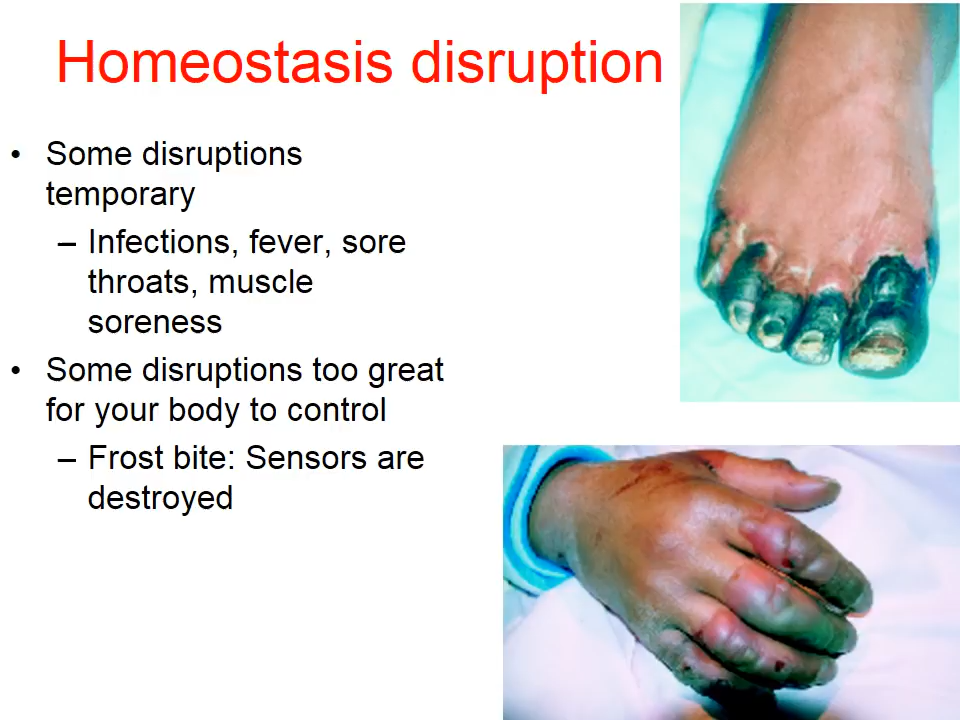 Homeostasis disruption
• Some disruptions
temporary
– Infections, fever, sore
throats, muscle
soreness
• Some disruptions too great
for your body to control
– Frost bite: Sensors are
destroyed